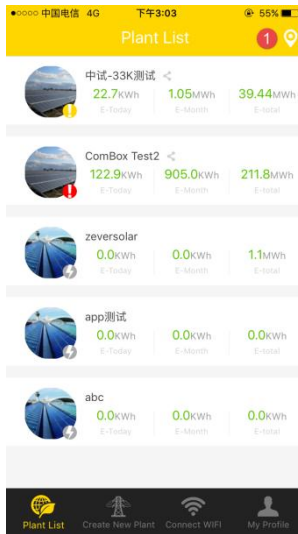 中国电信 4G 下午3:03 55%
Plant List 1
中试-33K测试
22.7KWh 1.05MWh 39.44MWh
E-Today E-Month E-total
ComBox Test2
122.9KWh 905.0KWh 211.8MWh
E-Today E-Month E-total
zeversolar
0.0KWh 0.0KWh 1.1MWh
E-Today E-Month E-total
app测试
0.0KWh 0.0KWh 0.0KWh
E-Today E-Month E-total
abc
0.0KWh 0.0KWh 0.0KWh
E-Today E-Month E-total
Plant List Create New Plant Connect WIFI My Profile